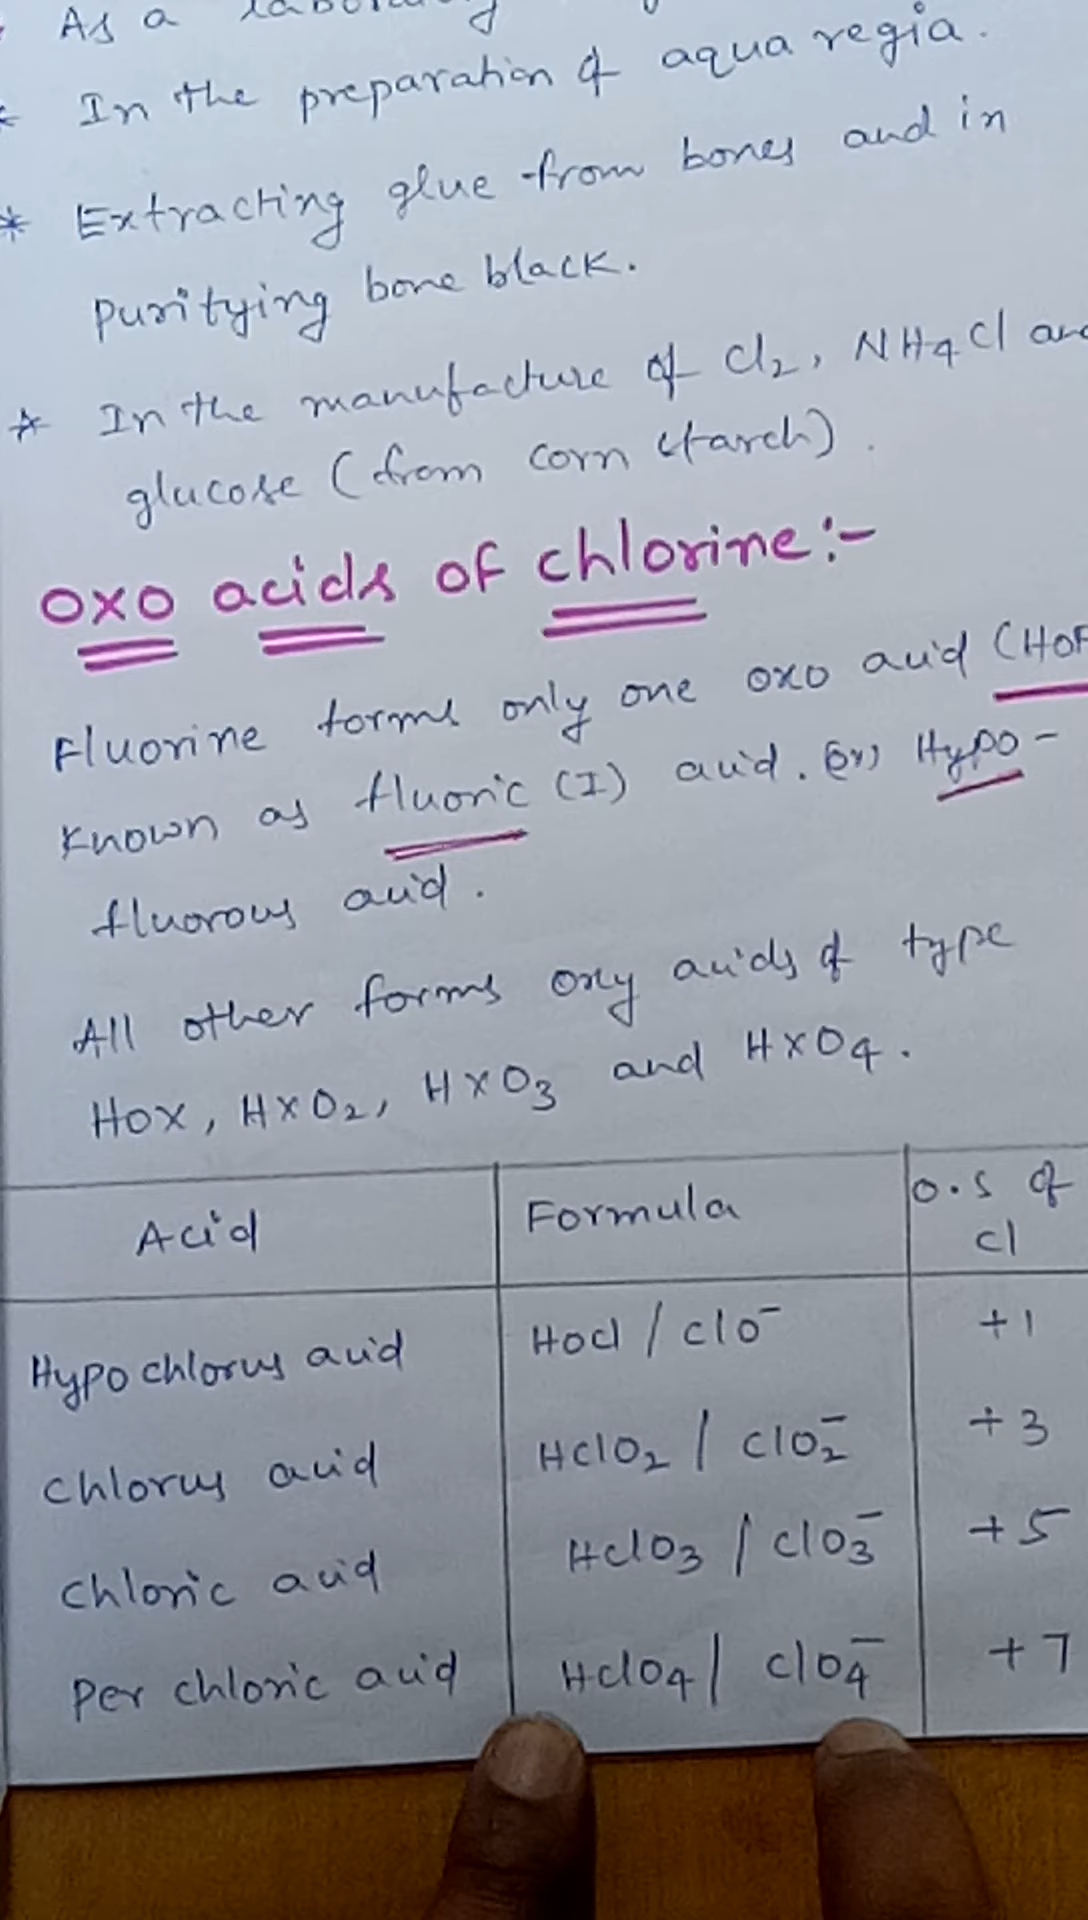 As a
* In the preparation of aqua regia.
* Extracting glue from bones and in
purifying bone black.
* In the manufacture of Cl₂, NH₄Cl and
glucose (from corn starch).
Oxo acids of chlorine:-
Fluorine forms only one oxo acid (HOF
Known as fluoric (I) acid. (or) Hypo-
fluorous acid.
All other forms oxy acids of type
HOX, HXO₂, HXO₃ and HXO₄.
Acid | Formula | O.S of Cl
Hypo chlorus acid | HOCl / ClO⁻ | +1
Chlorus acid | HClO₂ / ClO₂⁻ | +3
Chloric acid | HClO₃ / ClO₃⁻ | +5
Per chloric acid | HClO₄ / ClO₄⁻ | +7